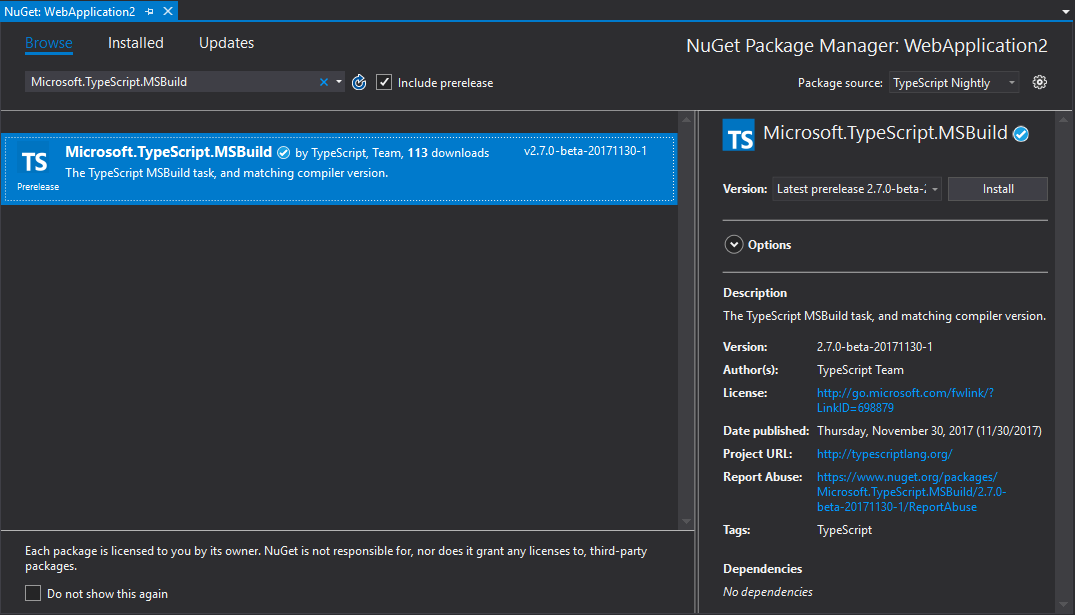 NuGet: WebApplication2
Browse Installed Updates
NuGet Package Manager: WebApplication2
Microsoft.TypeScript.MSBuild
Include prerelease
Package source: TypeScript Nightly
TS
Prerelease
Microsoft.TypeScript.MSBuild by TypeScript, Team, 113 downloads
v2.7.0-beta-20171130-1
The TypeScript MSBuild task, and matching compiler version.
Each package is licensed to you by its owner. NuGet is not responsible for, nor does it grant any licenses to, third-party
packages.
Do not show this again
TS
Microsoft.TypeScript.MSBuild
Version: Latest prerelease 2.7.0-beta- Install
Options
Description
The TypeScript MSBuild task, and matching compiler version.
Version: 2.7.0-beta-20171130-1
Author(s): TypeScript Team
License: http://go.microsoft.com/fwlink/?
LinkID=698879
Date published: Thursday, November 30, 2017 (11/30/2017)
Project URL: http://typescriptlang.org/
Report Abuse: https://www.nuget.org/packages/
Microsoft.TypeScript.MSBuild/2.7.0-
beta-20171130-1/ReportAbuse
Tags: TypeScript
Dependencies
No dependencies